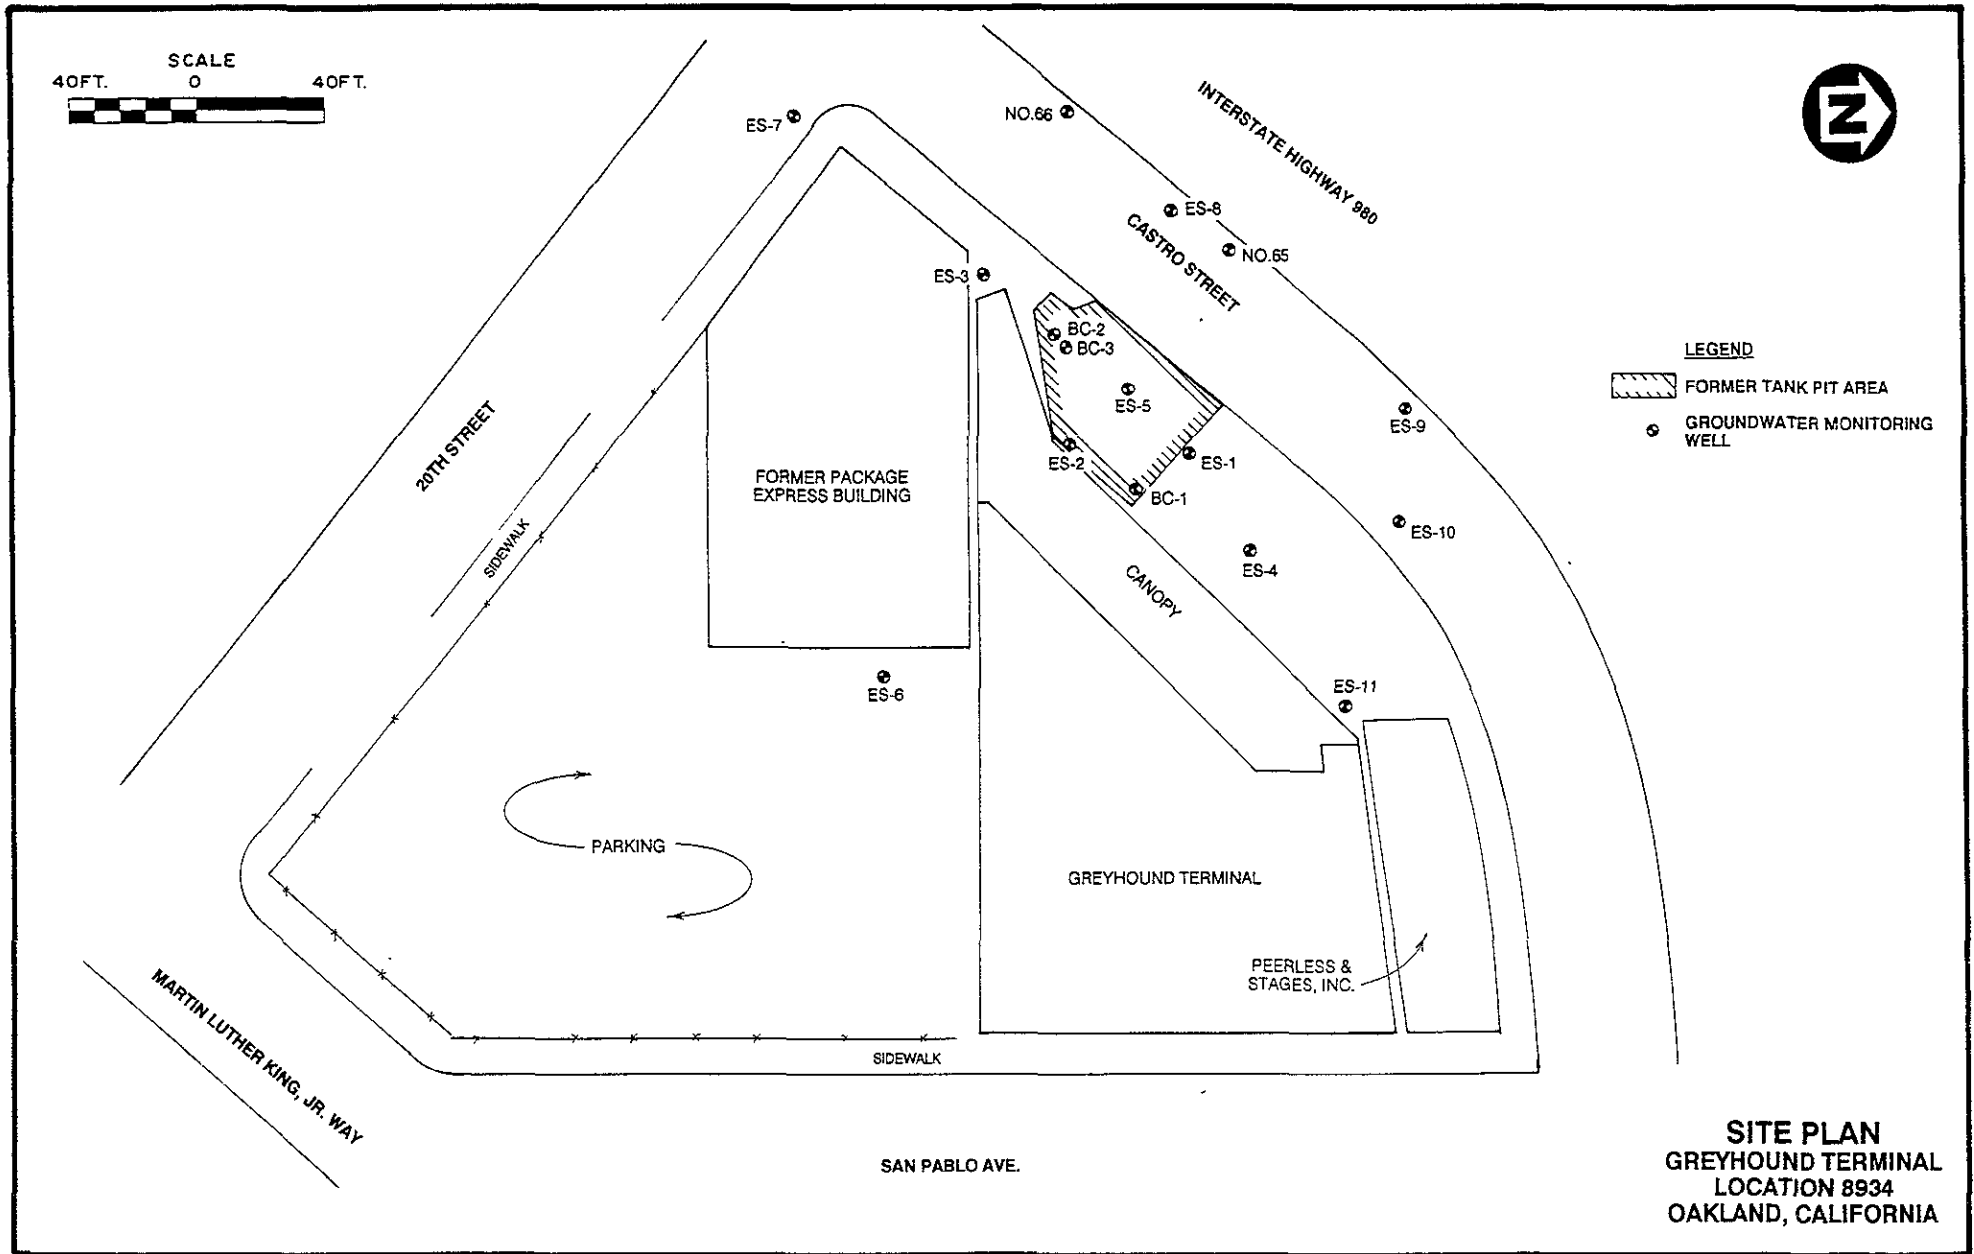 SCALE
40FT. 0 40FT.
N
INTERSTATE HIGHWAY 980
ES-7
NO.66
ES-8
CASTRO STREET
NO.65
ES-3
BC-2
BC-3
ES-5
ES-9
ES-2
ES-1
BC-1
ES-10
ES-4
LEGEND
FORMER TANK PIT AREA
GROUNDWATER MONITORING
WELL
20TH STREET
SIDEWALK
FORMER PACKAGE
EXPRESS BUILDING
CANOPY
ES-6
ES-11
PARKING
GREYHOUND TERMINAL
PEERLESS &
STAGES, INC.
MARTIN LUTHER KING, JR. WAY
SIDEWALK
SAN PABLO AVE.
SITE PLAN
GREYHOUND TERMINAL
LOCATION 8934
OAKLAND, CALIFORNIA